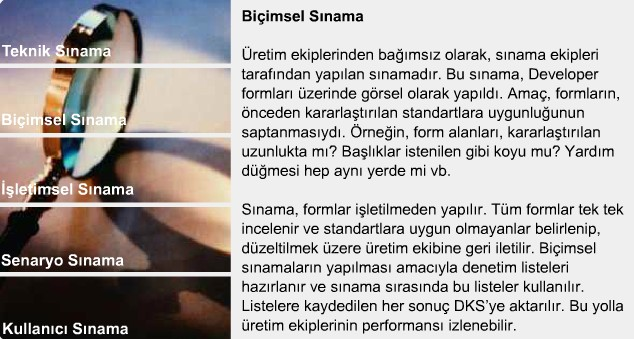 Teknik Sınama
Biçimsel Sınama
İşletimsel Sınama
Senaryo Sınama
Kullanıcı Sınama
Biçimsel Sınama
Üretim ekiplerinden bağımsız olarak, sınama ekipleri
tarafından yapılan sınamadır. Bu sınama, Developer
formları üzerinde görsel olarak yapıldı. Amaç, formların,
önceden kararlaştırılan standartlara uygunluğunun
saptanmasıydı. Örneğin, form alanları, kararlaştırılan
uzunlukta mı? Başlıklar istenilen gibi koyu mu? Yardım
düğmesi hep aynı yerde mi vb.
Sınama, formlar işletilmeden yapılır. Tüm formlar tek tek
incelenir ve standartlara uygun olmayanlar belirlenip,
düzeltilmek üzere üretim ekibine geri iletilir. Biçimsel
sınamaların yapılması amacıyla denetim listeleri
hazırlanır ve sınama sırasında bu listeler kullanılır.
Listelere kaydedilen her sonuç DKS’ye aktarılır. Bu yolla
üretim ekiplerinin performansı izlenebilir.